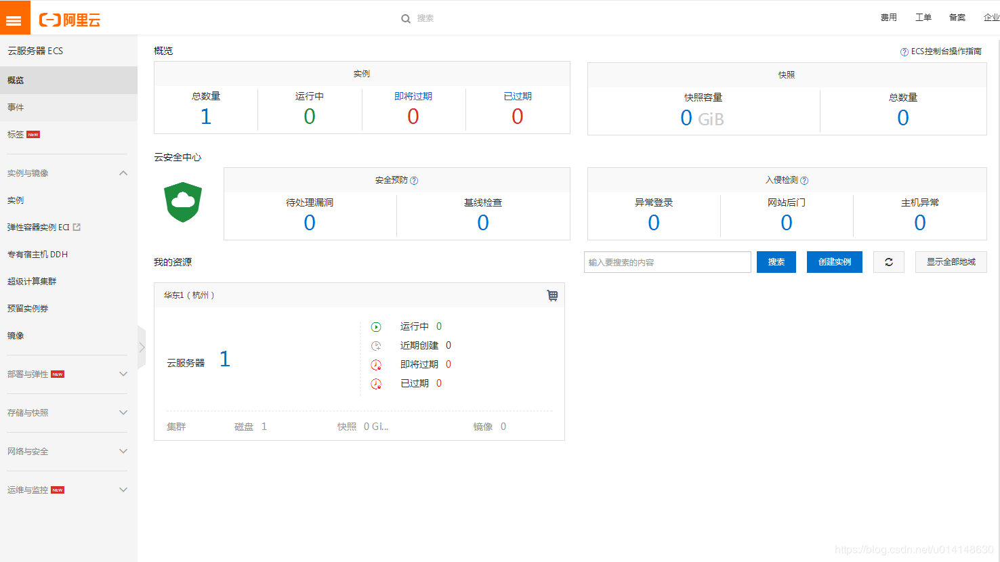 阿里云
搜索
费用 工单 备案 企业
云服务器 ECS
概览
事件
标签 NEW
实例与镜像
实例
弹性容器实例 ECI
专有宿主机 DDH
超级计算集群
预留实例券
镜像
部署与弹性 NEW
存储与快照
网络与安全
运维与监控 NEW
概览
? ECS控制台操作指南
实例
总数量 运行中 即将过期 已过期
1 0 0 0
快照
快照容量 总数量
0 GiB 0
云安全中心
安全预防 ?
待处理漏洞 基线检查
0 0
入侵检测 ?
异常登录 网站后门 主机异常
0 0 0
我的资源
输入要搜索的内容 搜索 创建实例 显示全部地域
华东1 ( 杭州 )
云服务器 1
运行中 0
近期创建 0
即将过期 0
已过期 0
集群 磁盘 1 快照 0 Gi... 镜像 0
https://blog.csdn.net/u014148630